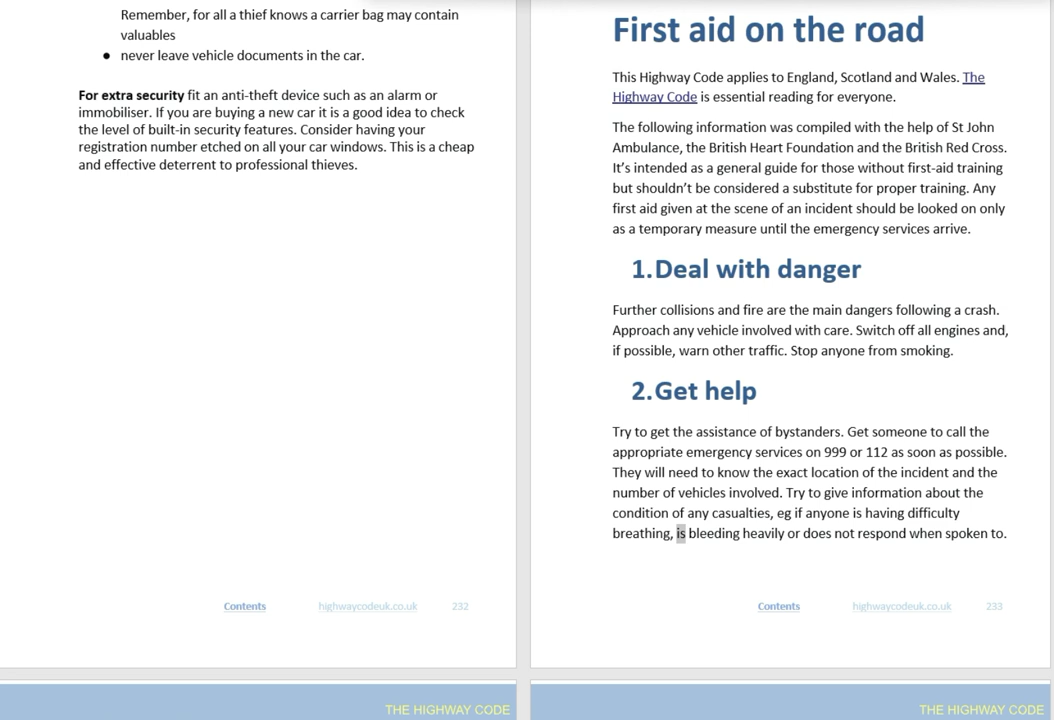 Remember, for all a thief knows a carrier bag may contain
valuables
● never leave vehicle documents in the car.
For extra security fit an anti-theft device such as an alarm or
immobiliser. If you are buying a new car it is a good idea to check
the level of built-in security features. Consider having your
registration number etched on all your car windows. This is a cheap
and effective deterrent to professional thieves.
Contents highwaycodeuk.co.uk 232
THE HIGHWAY CODE
First aid on the road
This Highway Code applies to England, Scotland and Wales. The
Highway Code is essential reading for everyone.
The following information was compiled with the help of St John
Ambulance, the British Heart Foundation and the British Red Cross.
It’s intended as a general guide for those without first-aid training
but shouldn’t be considered a substitute for proper training. Any
first aid given at the scene of an incident should be looked on only
as a temporary measure until the emergency services arrive.
1.Deal with danger
Further collisions and fire are the main dangers following a crash.
Approach any vehicle involved with care. Switch off all engines and,
if possible, warn other traffic. Stop anyone from smoking.
2.Get help
Try to get the assistance of bystanders. Get someone to call the
appropriate emergency services on 999 or 112 as soon as possible.
They will need to know the exact location of the incident and the
number of vehicles involved. Try to give information about the
condition of any casualties, eg if anyone is having difficulty
breathing, is bleeding heavily or does not respond when spoken to.
Contents highwaycodeuk.co.uk 233
THE HIGHWAY CODE